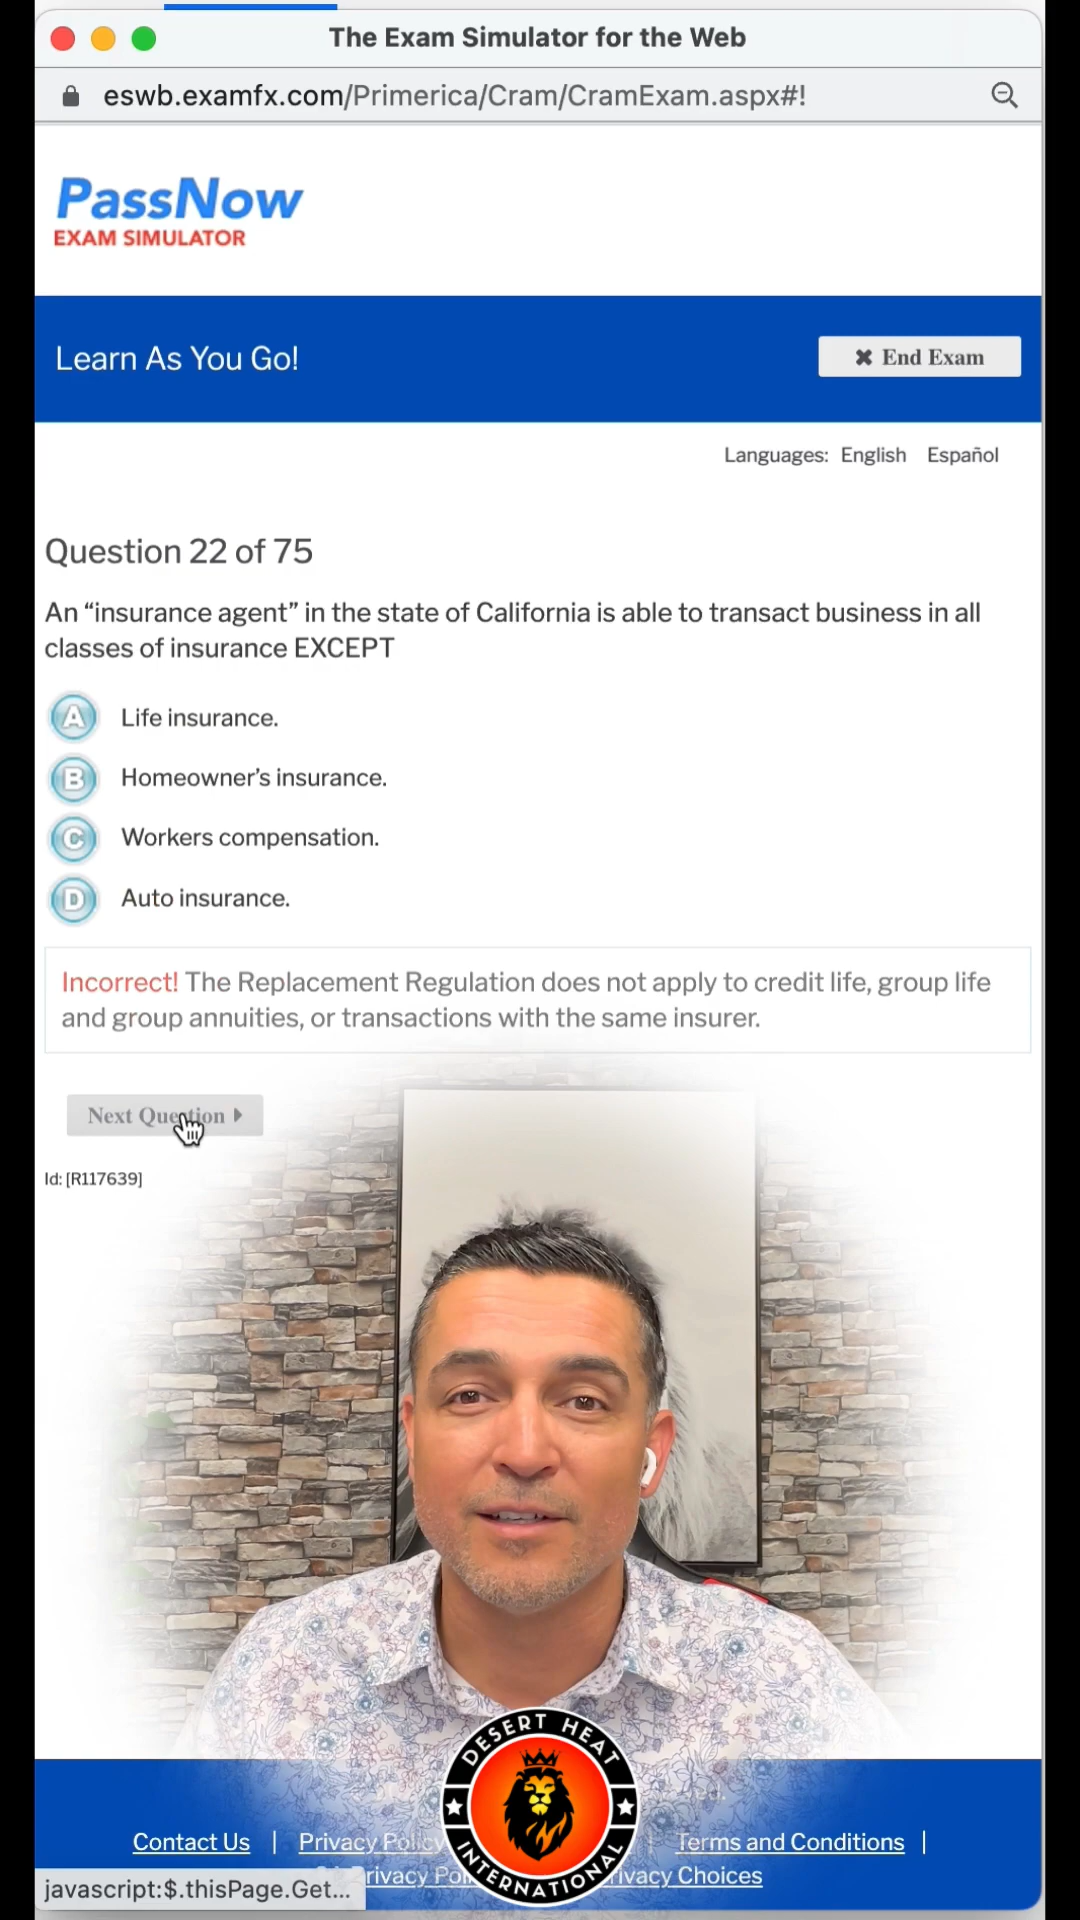 The Exam Simulator for the Web
eswb.examfx.com/Primerica/Cram/CramExam.aspx#!
PassNow
EXAM SIMULATOR
Learn As You Go!
✖ End Exam
Languages: English Español
Question 22 of 75
An “insurance agent” in the state of California is able to transact business in all
classes of insurance EXCEPT
A Life insurance.
B Homeowner’s insurance.
C Workers compensation.
D Auto insurance.
Incorrect! The Replacement Regulation does not apply to credit life, group life
and group annuities, or transactions with the same insurer.
Next Question
Id: [R117639]
DESERT HEAT
INTERNATIONAL
Contact Us | Privacy Policy | Terms and Conditions |
Privacy Choices
javascript:$.thisPage.Get...